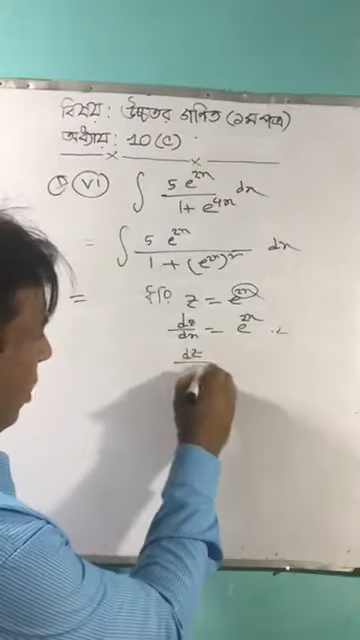 বিষয়: উচ্চতর গণিত (১ম পত্র)
অধ্যায়: 10(C)
(VI) ∫ 5e^{2x} / 1 + e^{4x} dx
= ∫ 5e^{2x} / 1 + (e^{2x})^২ dx
= ধরি z = e^{2x}
dz/dx = e^{2x} . 2
dz